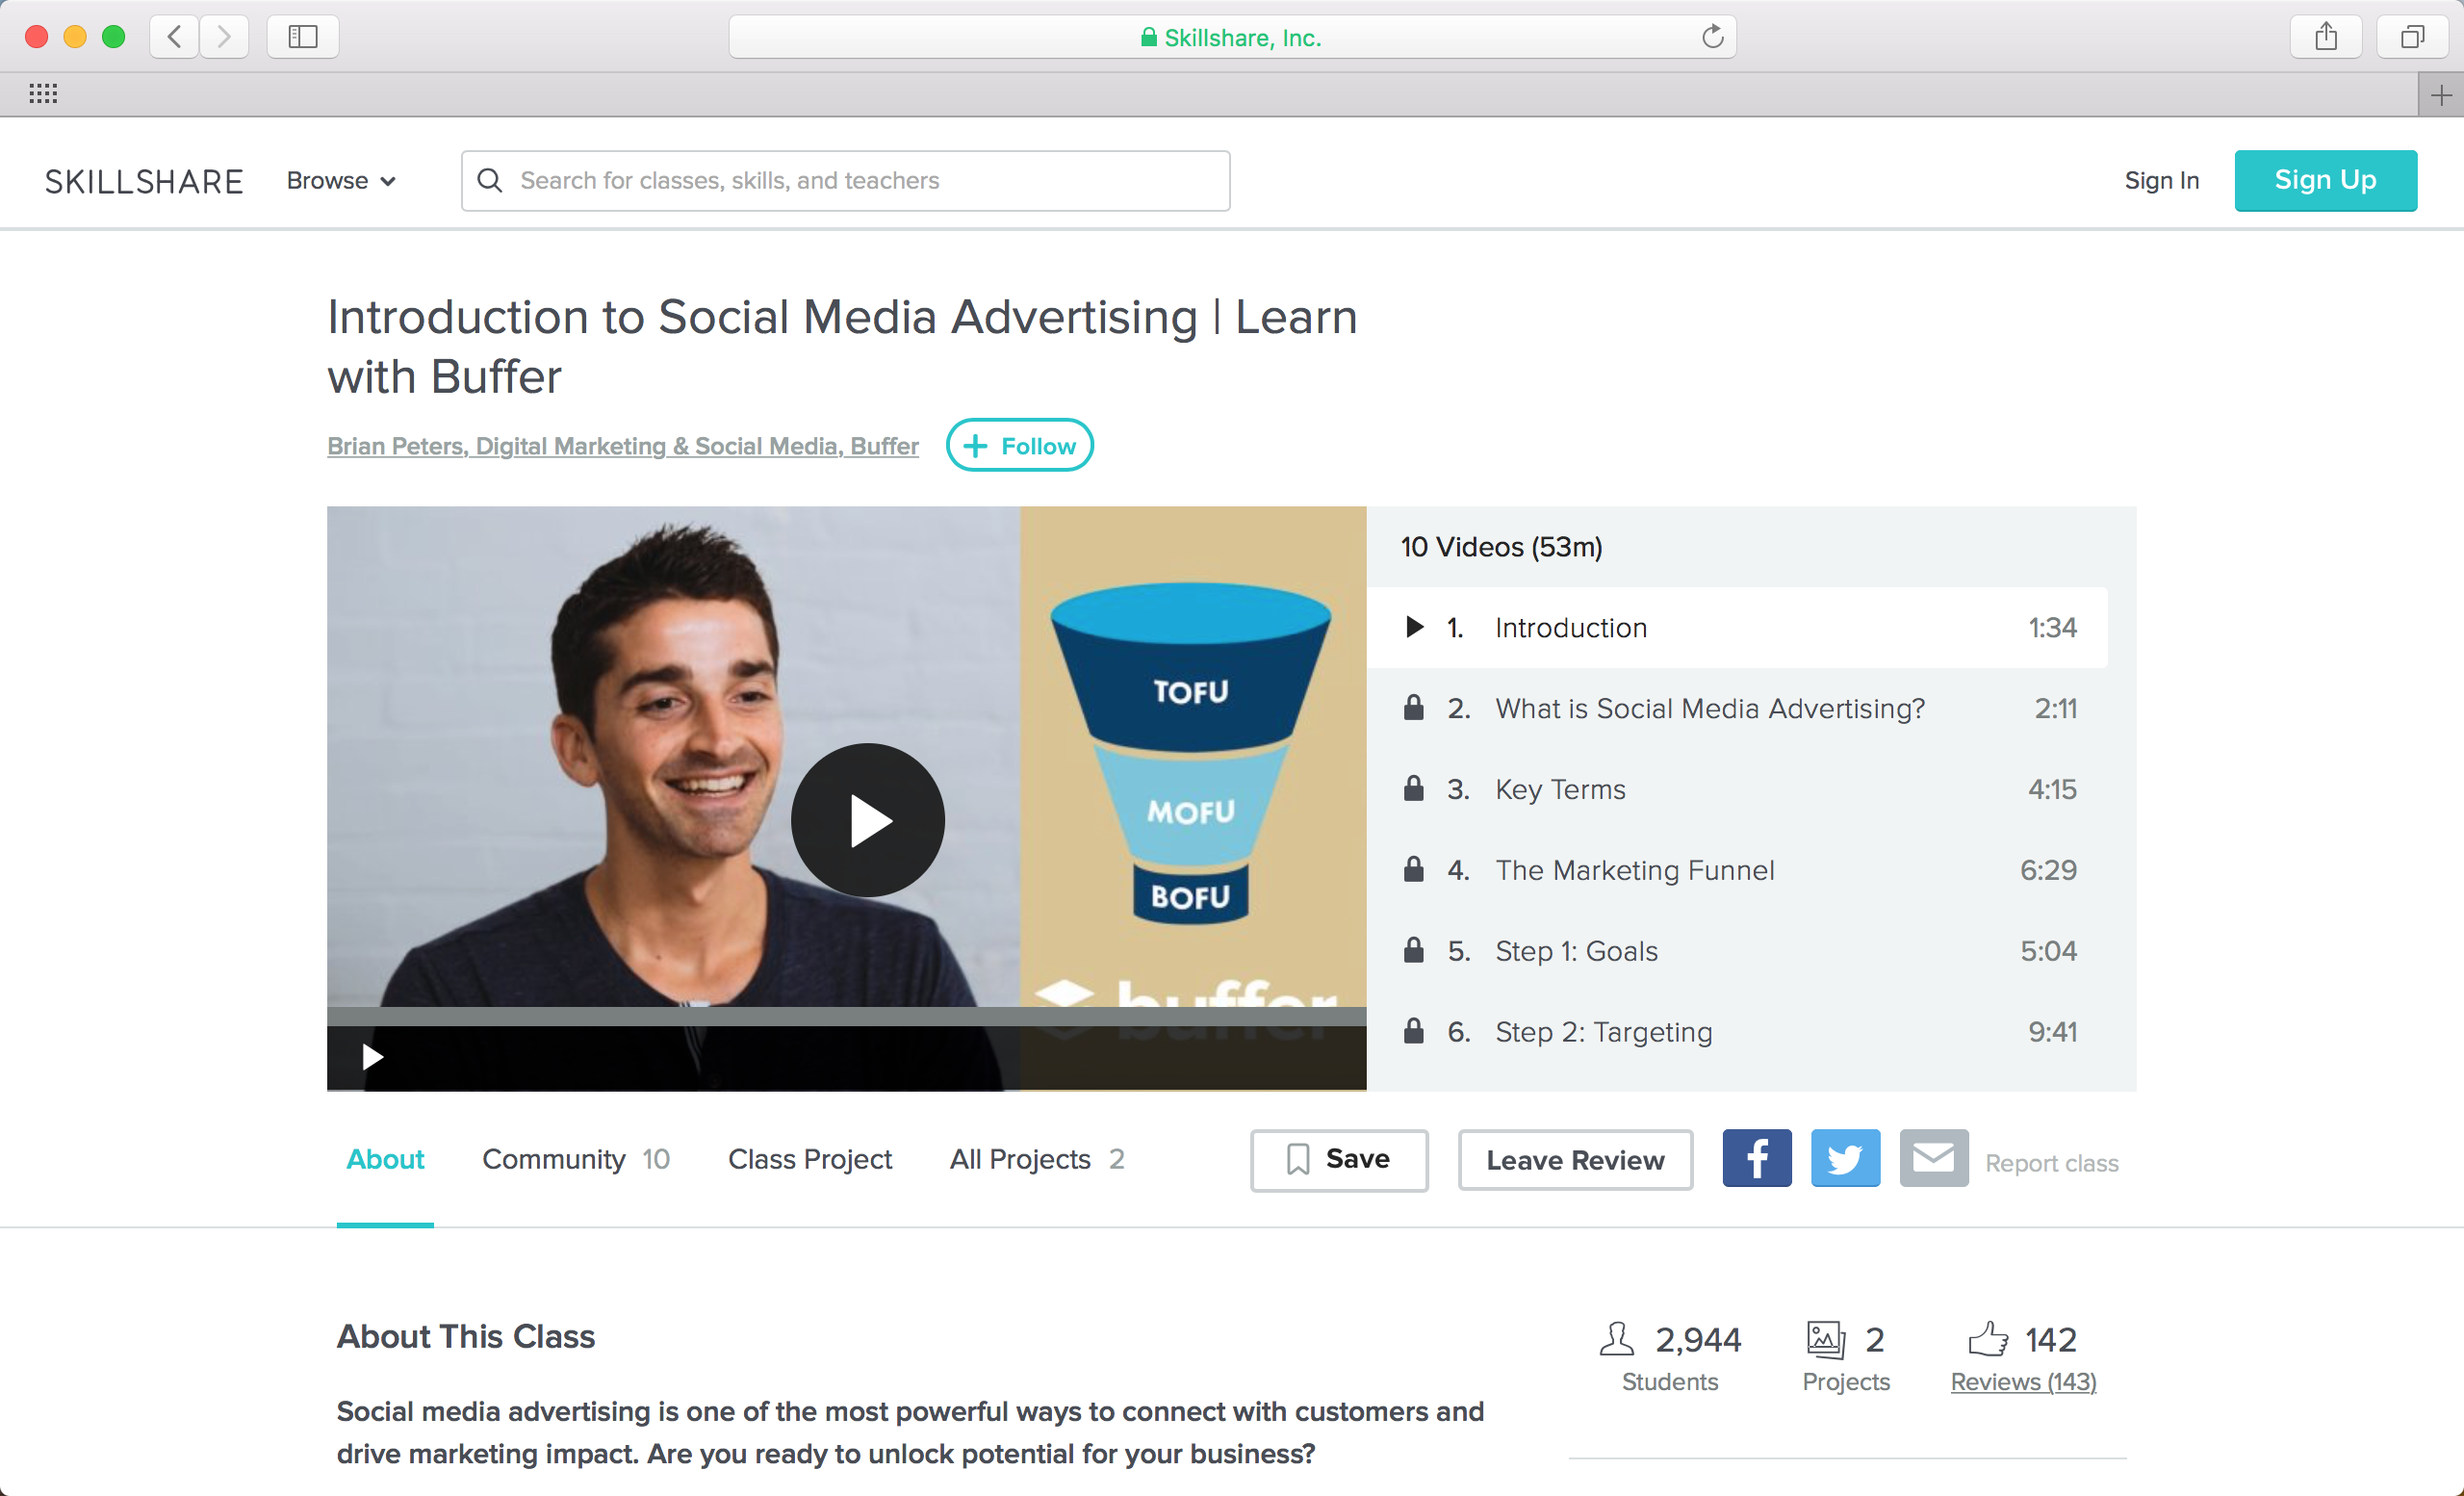 Skillshare, Inc.
SKILLSHARE
Browse
Search for classes, skills, and teachers
Sign In
Sign Up
Introduction to Social Media Advertising | Learn
with Buffer
Brian Peters, Digital Marketing & Social Media, Buffer
+ Follow
TOFU
MOFU
BOFU
buffer
10 Videos (53m)
1. Introduction 1:34
2. What is Social Media Advertising? 2:11
3. Key Terms 4:15
4. The Marketing Funnel 6:29
5. Step 1: Goals 5:04
6. Step 2: Targeting 9:41
About
Community 10
Class Project
All Projects 2
Save
Leave Review
Report class
About This Class
Social media advertising is one of the most powerful ways to connect with customers and
drive marketing impact. Are you ready to unlock potential for your business?
2,944
Students
2
Projects
142
Reviews (143)